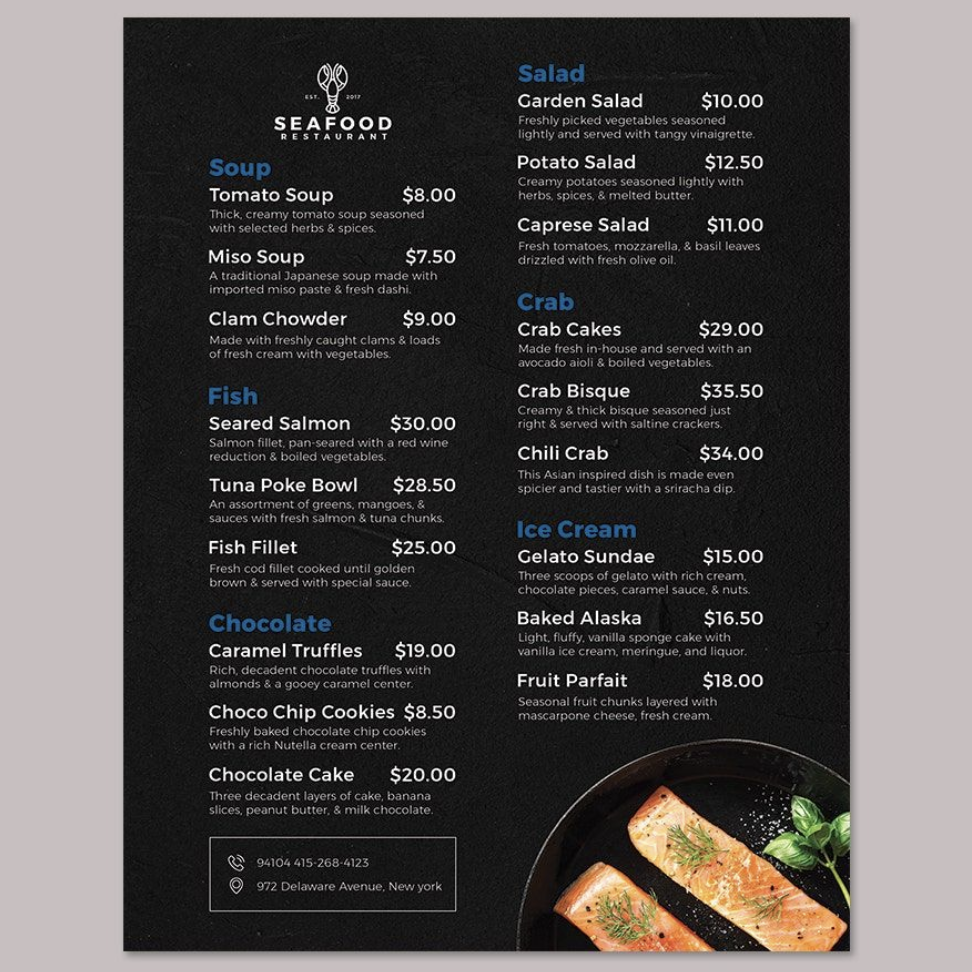 EST. 2017
SEAFOOD
RESTAURANT
Soup
Tomato Soup $8.00
Thick, creamy tomato soup seasoned
with selected herbs & spices.
Miso Soup $7.50
A traditional Japanese soup made with
imported miso paste & fresh dashi.
Clam Chowder $9.00
Made with freshly caught clams & loads
of fresh cream with vegetables.
Fish
Seared Salmon $30.00
Salmon fillet, pan-seared with a red wine
reduction & boiled vegetables.
Tuna Poke Bowl $28.50
An assortment of greens, mangoes, &
sauces with fresh salmon & tuna chunks.
Fish Fillet $25.00
Fresh cod fillet cooked until golden
brown & served with special sauce.
Chocolate
Caramel Truffles $19.00
Rich, decadent chocolate truffles with
almonds & a gooey caramel center.
Choco Chip Cookies $8.50
Freshly baked chocolate chip cookies
with a rich Nutella cream center.
Chocolate Cake $20.00
Three decadent layers of cake, banana
slices, peanut butter, & milk chocolate.
94104 415-268-4123
972 Delaware Avenue, New york
Salad
Garden Salad $10.00
Freshly picked vegetables seasoned
lightly and served with tangy vinaigrette.
Potato Salad $12.50
Creamy potatoes seasoned lightly with
herbs, spices, & melted butter.
Caprese Salad $11.00
Fresh tomatoes, mozzarella, & basil leaves
drizzled with fresh olive oil.
Crab
Crab Cakes $29.00
Made fresh in-house and served with an
avocado aioli & boiled vegetables.
Crab Bisque $35.50
Creamy & thick bisque seasoned just
right & served with saltine crackers.
Chili Crab $34.00
This Asian inspired dish is made even
spicier and tastier with a sriracha dip.
Ice Cream
Gelato Sundae $15.00
Three scoops of gelato with rich cream,
chocolate pieces, caramel sauce, & nuts.
Baked Alaska $16.50
Light, fluffy, vanilla sponge cake with
vanilla ice cream, meringue, and liquor.
Fruit Parfait $18.00
Seasonal fruit chunks layered with
mascarpone cheese, fresh cream.